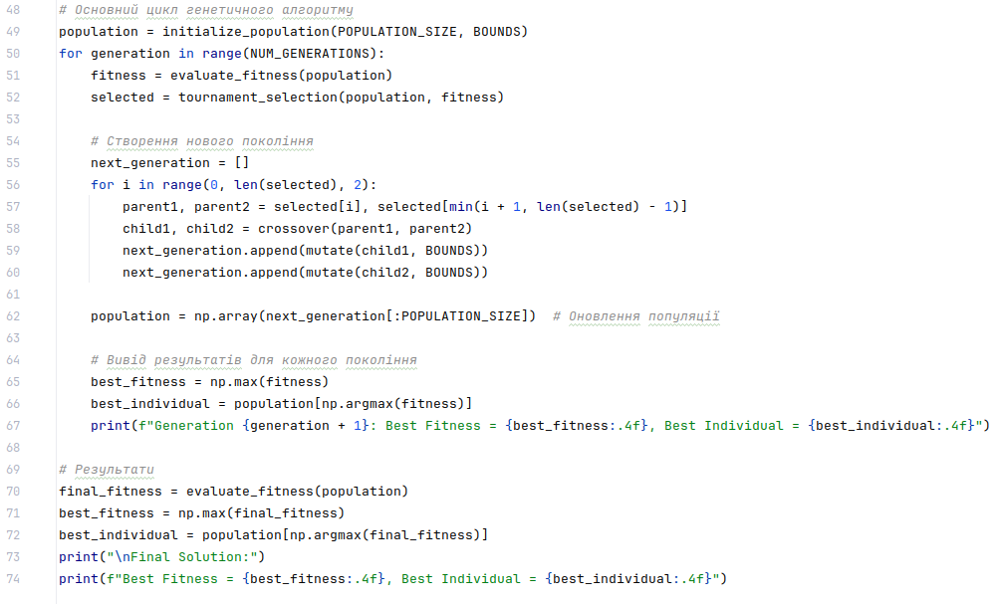 48 # Основний цикл генетичного алгоритму
49 population = initialize_population(POPULATION_SIZE, BOUNDS)
50 for generation in range(NUM_GENERATIONS):
51     fitness = evaluate_fitness(population)
52     selected = tournament_selection(population, fitness)
53
54     # Створення нового покоління
55     next_generation = []
56     for i in range(0, len(selected), 2):
57         parent1, parent2 = selected[i], selected[min(i + 1, len(selected) - 1)]
58         child1, child2 = crossover(parent1, parent2)
59         next_generation.append(mutate(child1, BOUNDS))
60         next_generation.append(mutate(child2, BOUNDS))
61
62     population = np.array(next_generation[:POPULATION_SIZE])  # Оновлення популяції
63
64     # Вивід результатів для кожного покоління
65     best_fitness = np.max(fitness)
66     best_individual = population[np.argmax(fitness)]
67     print(f"Generation {generation + 1}: Best Fitness = {best_fitness:.4f}, Best Individual = {best_individual:.4f}")
68
69 # Результати
70 final_fitness = evaluate_fitness(population)
71 best_fitness = np.max(final_fitness)
72 best_individual = population[np.argmax(final_fitness)]
73 print("\nFinal Solution:")
74 print(f"Best Fitness = {best_fitness:.4f}, Best Individual = {best_individual:.4f}")